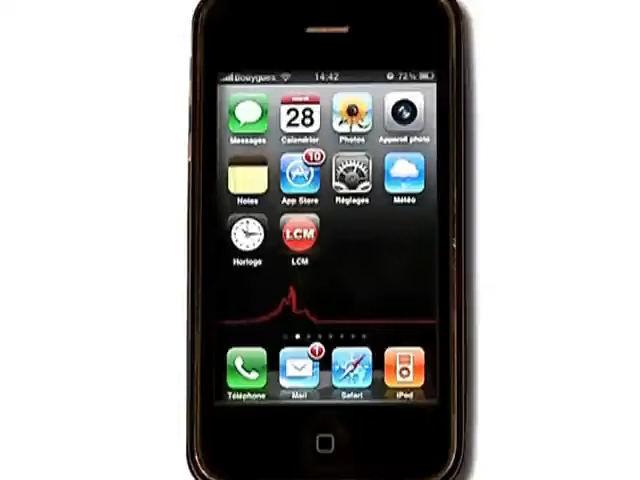 Bouygues 14:42 72%
Messages 28 Calendrier Photos Appareil photo
10
Notes App Store Réglages Météo
LCM
Horloge LCM
1
Téléphone Mail Safari iPod